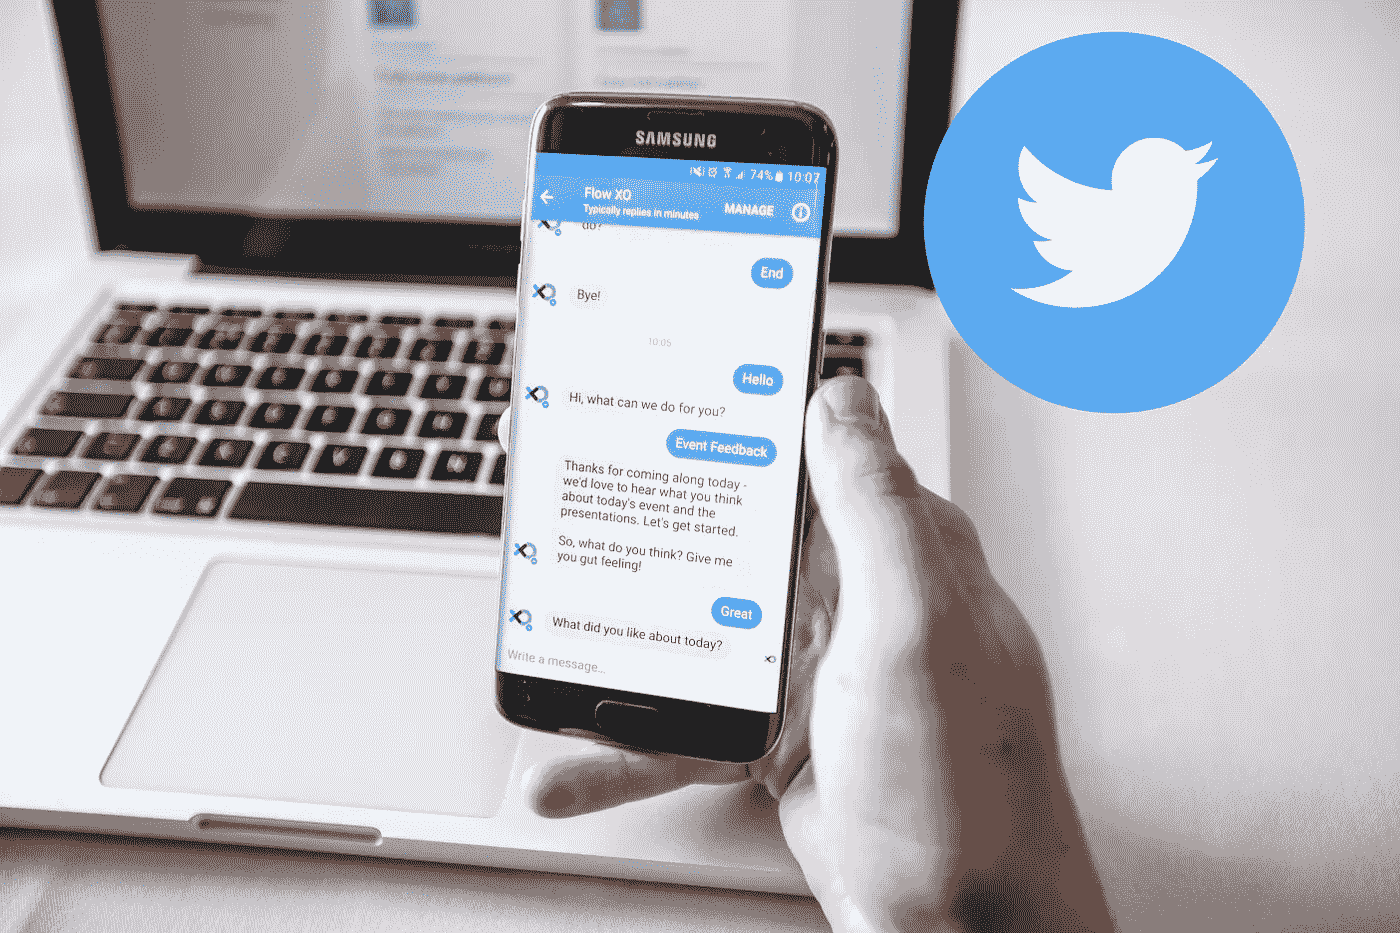 SAMSUNG
74% 10:07
Flow XO
Typically replies in minutes
MANAGE
do?
End
Bye!
10:05
Hello
Hi, what can we do for you?
Event Feedback
Thanks for coming along today -
we'd love to hear what you think
about today's event and the
presentations. Let's get started.
So, what do you think? Give me
you gut feeling!
Great
What did you like about today?
Write a message...